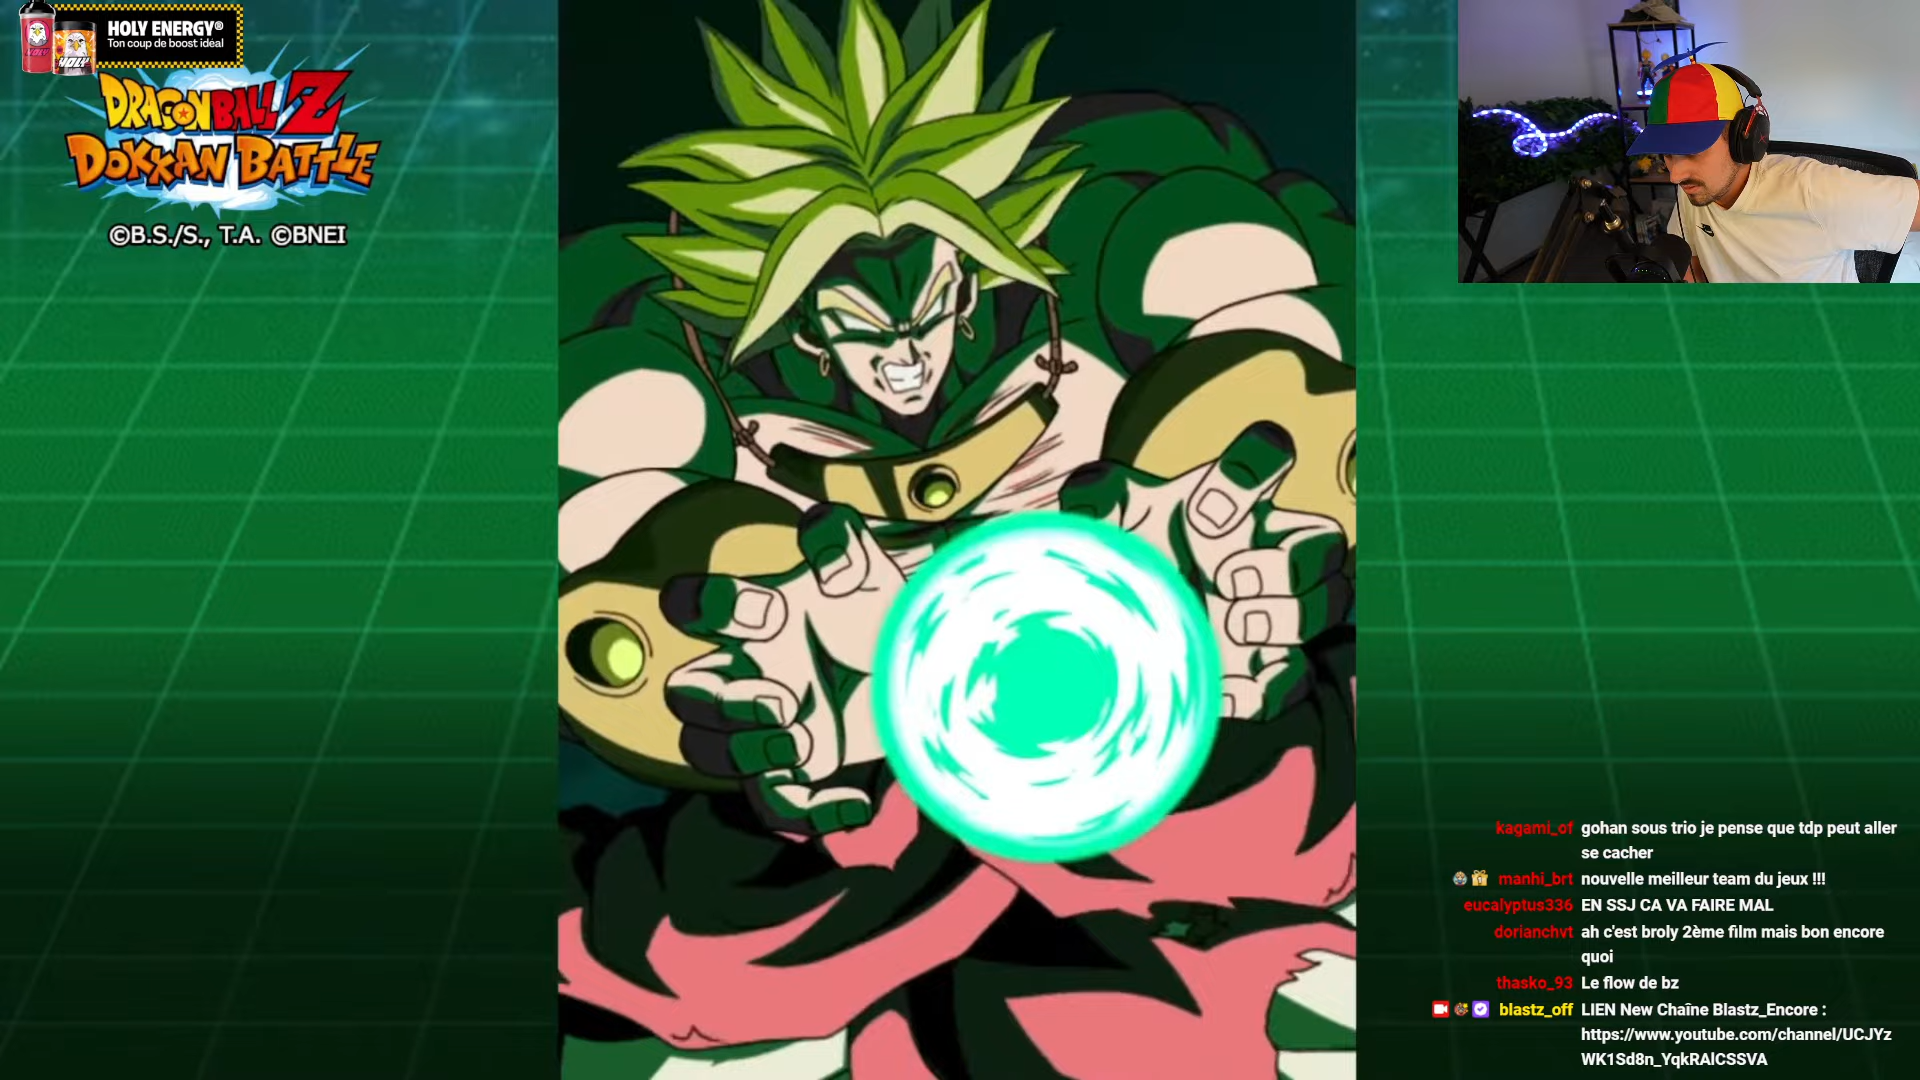 HOLY ENERGY®
Ton coup de boost idéal
HOLY
DRAGON BALL Z
DOKKAN BATTLE
©B.S./S., T.A. ©BNEI
kagami_of gohan sous trio je pense que tdp peut aller
se cacher
manhi_brt nouvelle meilleur team du jeux !!!
eucalyptus336 EN SSJ CA VA FAIRE MAL
dorianchvt ah c'est broly 2ème film mais bon encore
quoi
thasko_93 Le flow de bz
blastz_off LIEN New Chaîne Blastz_Encore :
https://www.youtube.com/channel/UCJYz
WK1Sd8n_YqkRAlCSSVA